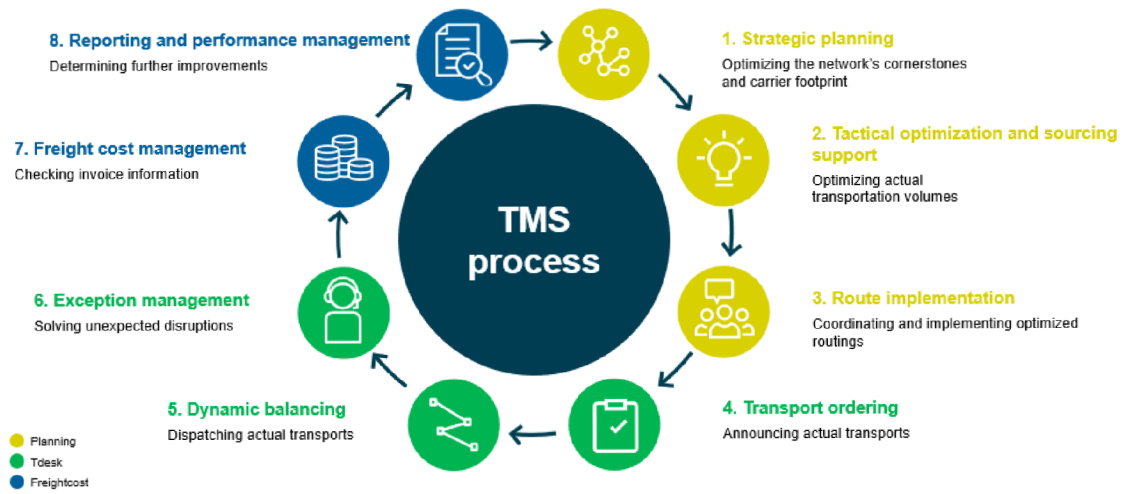 8. Reporting and performance management
Determining further improvements
1. Strategic planning
Optimizing the network's cornerstones
and carrier footprint
2. Tactical optimization and sourcing
support
Optimizing actual
transportation volumes
7. Freight cost management
Checking invoice information
TMS
process
6. Exception management
Solving unexpected disruptions
3. Route implementation
Coordinating and implementing optimized
routings
5. Dynamic balancing
Dispatching actual transports
4. Transport ordering
Announcing actual transports
Planning
Tdesk
Freightcost